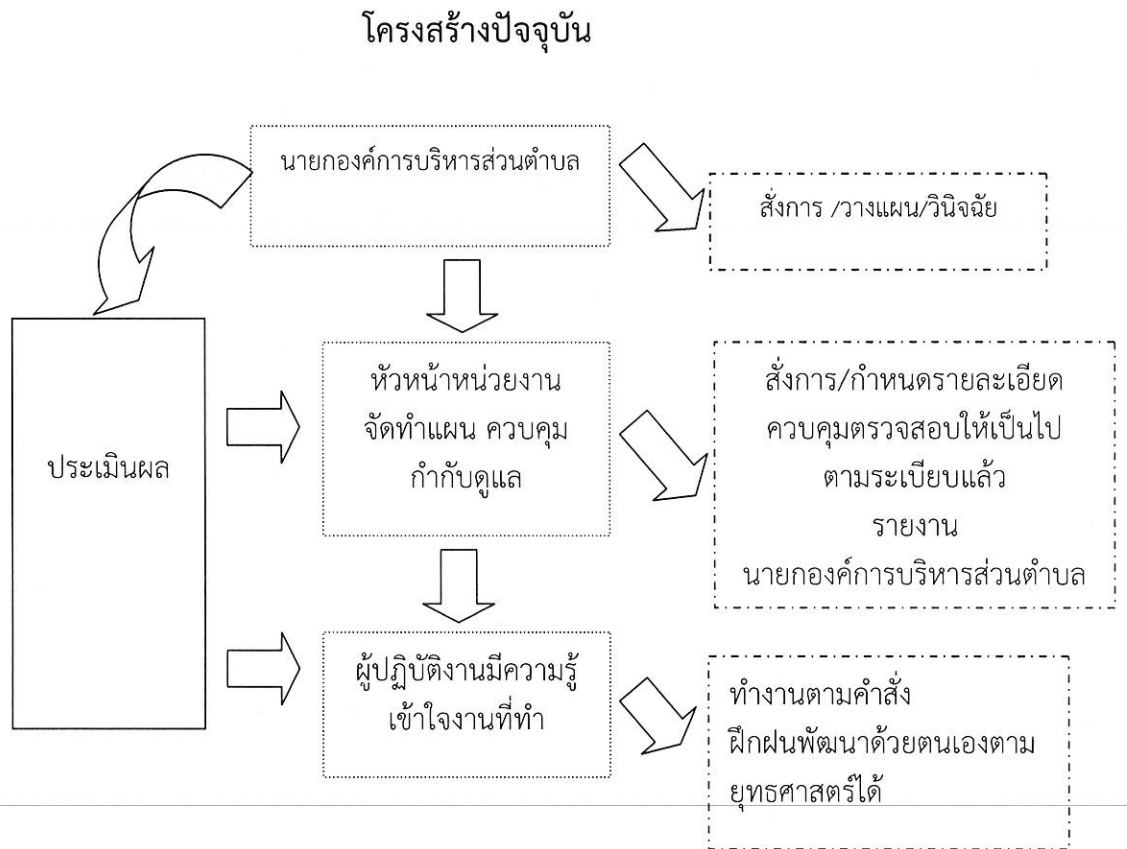 โครงสร้างปัจจุบัน
นายกองค์การบริหารส่วนตำบล
สั่งการ /วางแผน/วินิจฉัย
ประเมินผล
หัวหน้าหน่วยงาน
จัดทำแผน ควบคุม
กำกับดูแล
สั่งการ/กำหนดรายละเอียด
ควบคุมตรวจสอบให้เป็นไป
ตามระเบียบแล้ว
รายงาน
นายกองค์การบริหารส่วนตำบล
ผู้ปฏิบัติงานมีความรู้
เข้าใจงานที่ทำ
ทำงานตามคำสั่ง
ฝึกฝนพัฒนาด้วยตนเองตาม
ยุทธศาสตร์ได้